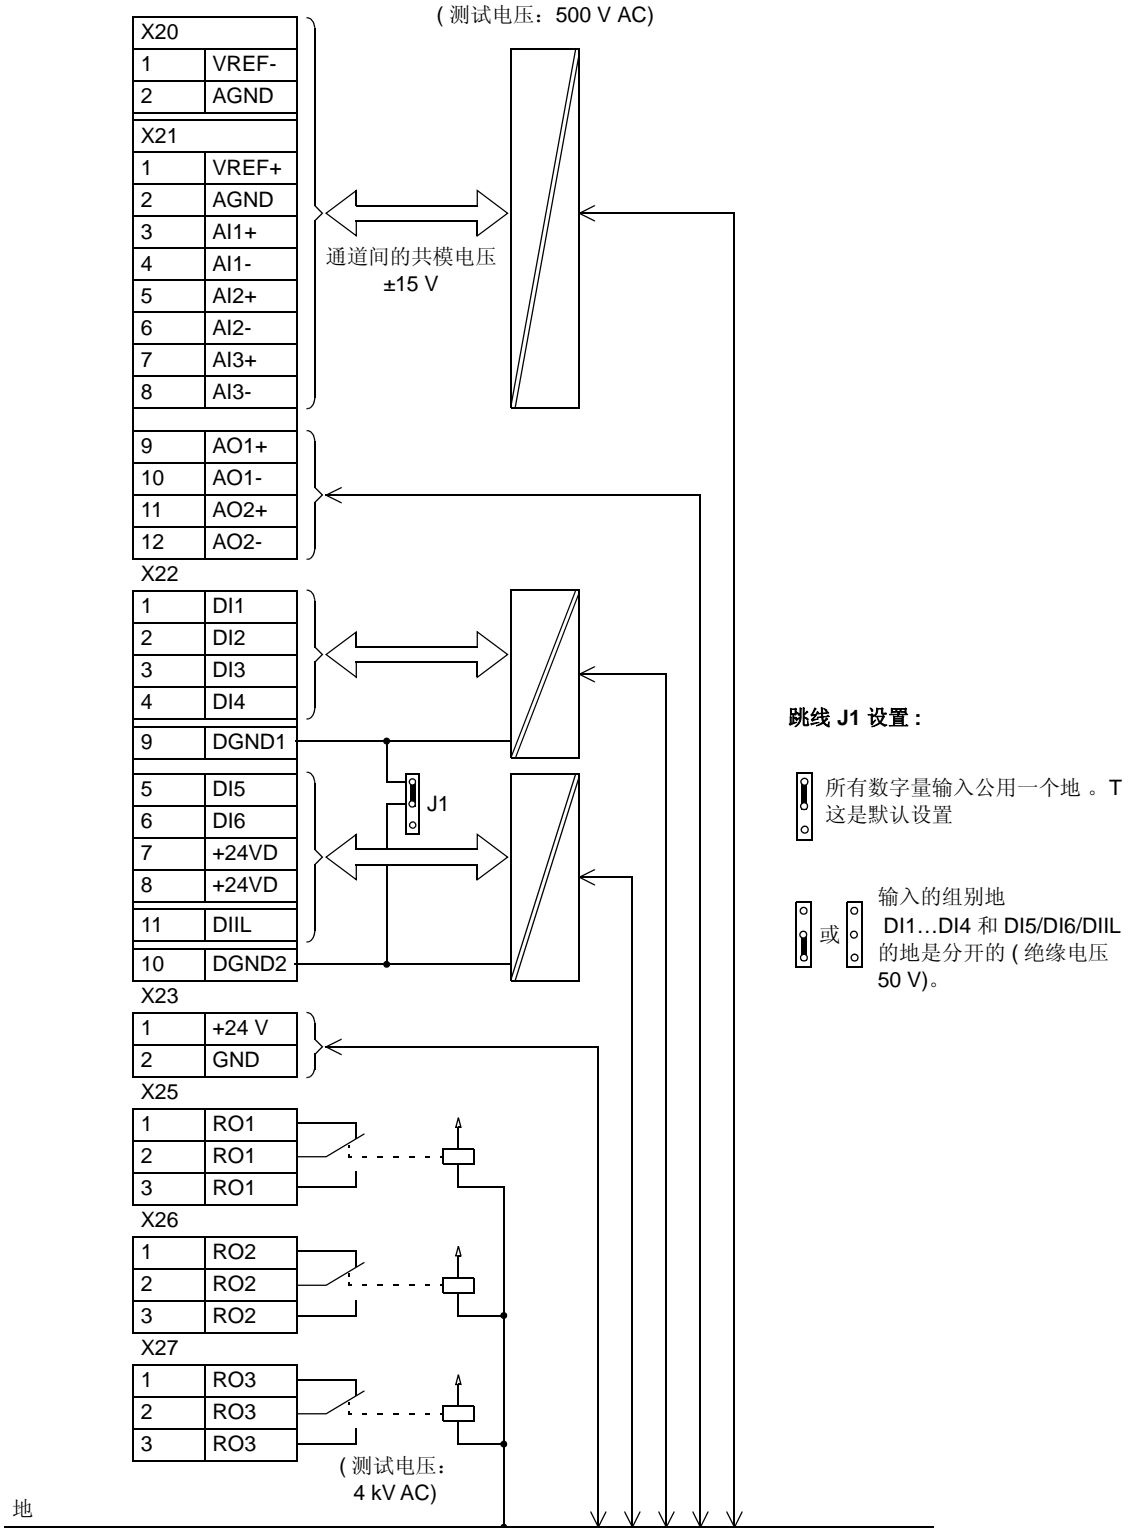 ( 测试电压：500 V AC)
X20
1 VREF-
2 AGND
X21
1 VREF+
2 AGND
3 AI1+
4 AI1-
5 AI2+
6 AI2-
7 AI3+
8 AI3-
通道间的共模电压
±15 V
9 AO1+
10 AO1-
11 AO2+
12 AO2-
X22
1 DI1
2 DI2
3 DI3
4 DI4
9 DGND1
5 DI5
6 DI6
7 +24VD
8 +24VD
11 DIIL
10 DGND2
J1
跳线 J1 设置 :
所有数字量输入公用一个地 。T
这是默认设置
或
输入的组别地
DI1…DI4 和 DI5/DI6/DIIL
的地是分开的 ( 绝缘电压
50 V)。
X23
1 +24 V
2 GND
X25
1 RO1
2 RO1
3 RO1
X26
1 RO2
2 RO2
3 RO2
X27
1 RO3
2 RO3
3 RO3
( 测试电压：
4 kV AC)
地